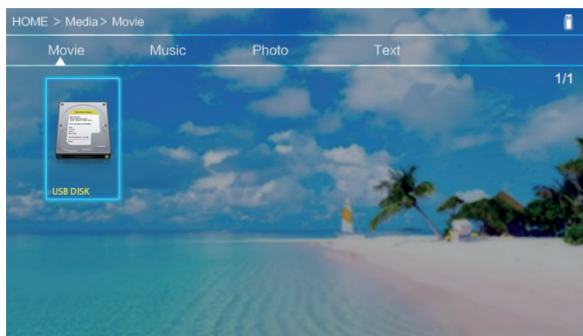 HOME > Media> Movie
Movie Music Photo Text
1/1
USB DISK